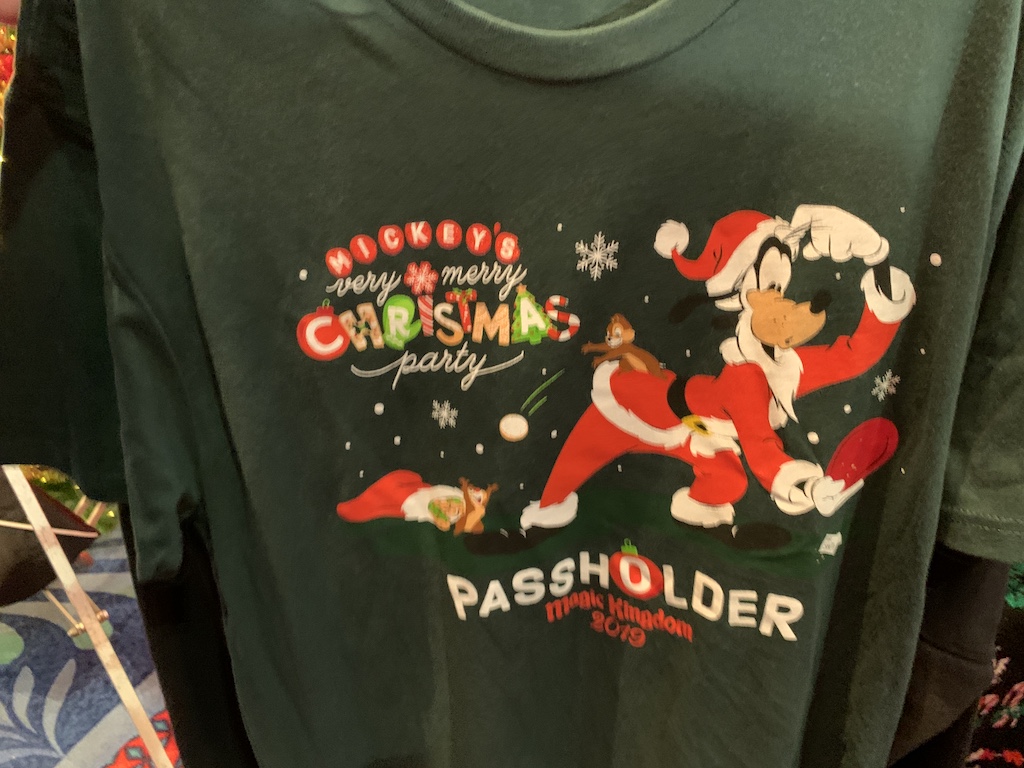 MICKEY'S
very merry
CHRISTMAS
party
PASSHOLDER
Magic Kingdom
2019